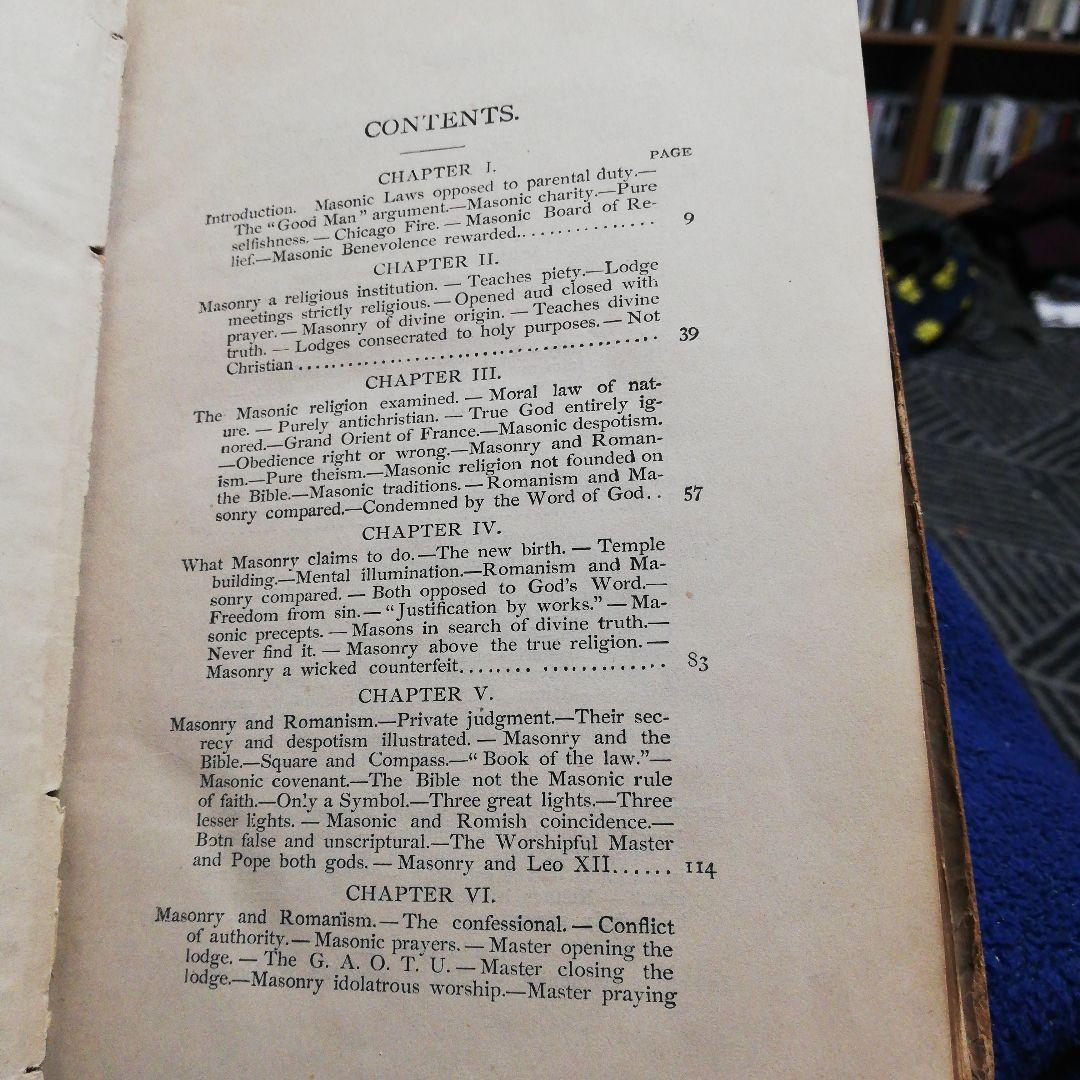 CONTENTS.
PAGE
CHAPTER I.
Introduction. Masonic Laws opposed to parental duty.—
The "Good Man" argument.—Masonic charity.—Pure
selfishness. — Chicago Fire. — Masonic Board of Re-
lief.—Masonic Benevolence rewarded.............. 9
CHAPTER II.
Masonry a religious institution. — Teaches piety.—Lodge
meetings strictly religious. — Opened aud closed with
prayer. — Masonry of divine origin. — Teaches divine
truth. — Lodges consecrated to holy purposes. — Not
Christian ............................................ 39
CHAPTER III.
The Masonic religion examined. — Moral law of nat-
ure. — Purely antichristian. — True God entirely ig-
nored.—Grand Orient of France.—Masonic despotism.
—Obedience right or wrong.—Masonry and Roman-
ism.—Pure theism.—Masonic religion not founded on
the Bible.—Masonic traditions. — Romanism and Ma-
sonry compared.—Condemned by the Word of God.. 57
CHAPTER IV.
What Masonry claims to do.—The new birth. — Temple
building.—Mental illumination.—Romanism and Ma-
sonry compared. — Both opposed to God's Word.—
Freedom from sin.—"Justification by works."— Ma-
sonic precepts. — Masons in search of divine truth.—
Never find it. — Masonry above the true religion. —
Masonry a wicked counterfeit........ ............ 83
CHAPTER V.
Masonry and Romanism.—Private judgment.—Their sec-
recy and despotism illustrated. — Masonry and the
Bible.—Square and Compass.—"Book of the law."—
Masonic covenant.—The Bible not the Masonic rule
of faith.—Only a Symbol.—Three great lights.—Three
lesser lights. — Masonic and Romish coincidence.—
Both false and unscriptural.—The Worshipful Master
and Pope both gods. — Masonry and Leo XII...... 114
CHAPTER VI.
Masonry and Romanism.—The confessional. — Conflict
of authority. — Masonic prayers. — Master opening the
lodge. — The G. A. O. T. U. — Master closing the
lodge.—Masonry idolatrous worship.—Master praying